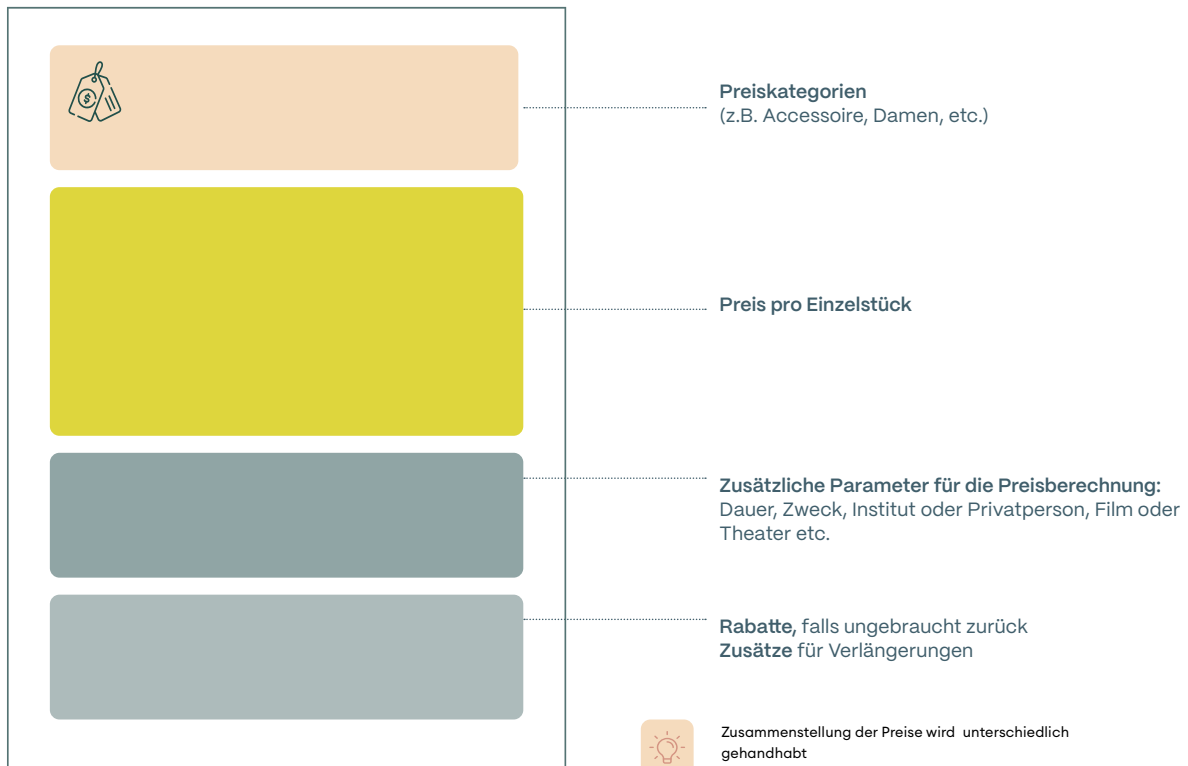 Preiskategorien
(z.B. Accessoire, Damen, etc.)
Preis pro Einzelstück
Zusätzliche Parameter für die Preisberechnung:
Dauer, Zweck, Institut oder Privatperson, Film oder
Theater etc.
Rabatte, falls ungebraucht zurück
Zusätze für Verlängerungen
Zusammenstellung der Preise wird unterschiedlich
gehandhabt